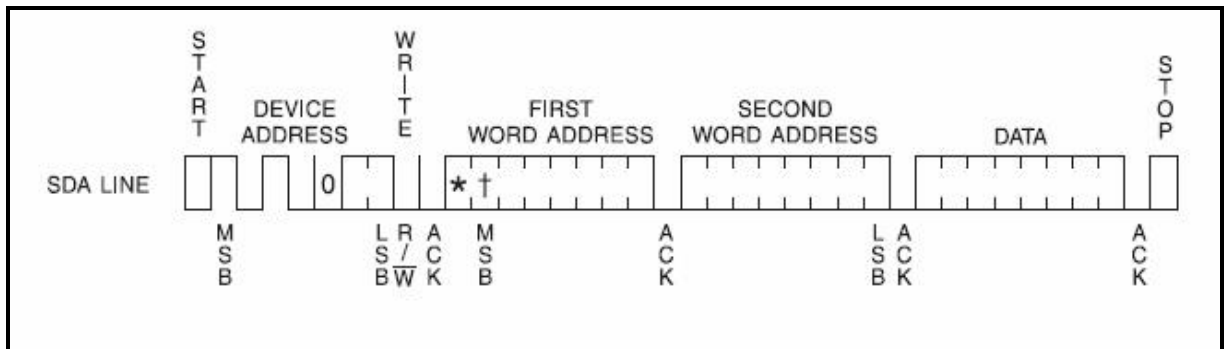 START
WRITE
STOP
DEVICE
ADDRESS
FIRST
WORD ADDRESS
SECOND
WORD ADDRESS
DATA
SDA LINE
0
* †
MSB
LSB
R/W̅
ACK
MSB
ACK
LSB
ACK
ACK